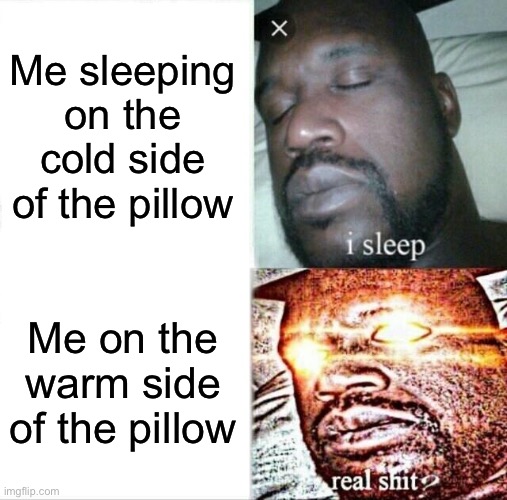 Me sleeping
on the
cold side
of the pillow
i sleep
Me on the
warm side
of the pillow
real shit?
imgflip.com